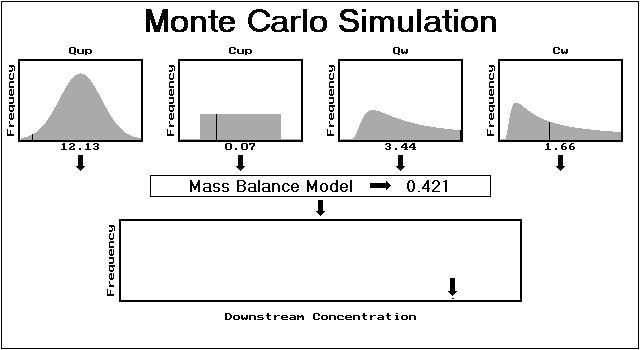 Monte Carlo Simulation
Qup Cup Qw Cw
Frequency Frequency Frequency Frequency
12.13 0.07 3.44 1.66
Mass Balance Model 0.421
Frequency
Downstream Concentration